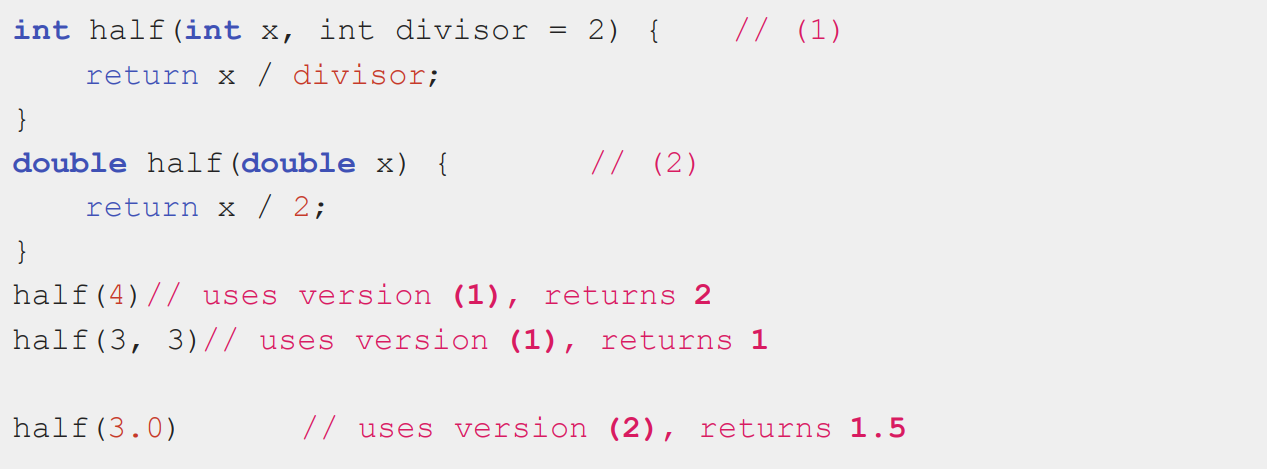 int half(int x, int divisor = 2) {    // (1)
    return x / divisor;
}
double half(double x) {        // (2)
    return x / 2;
}
half(4)// uses version (1), returns 2
half(3, 3)// uses version (1), returns 1
half(3.0)       // uses version (2), returns 1.5